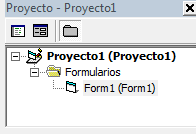 Proyecto - Proyecto1
Proyecto1 (Proyecto1)
Formularios
Form1 (Form1)